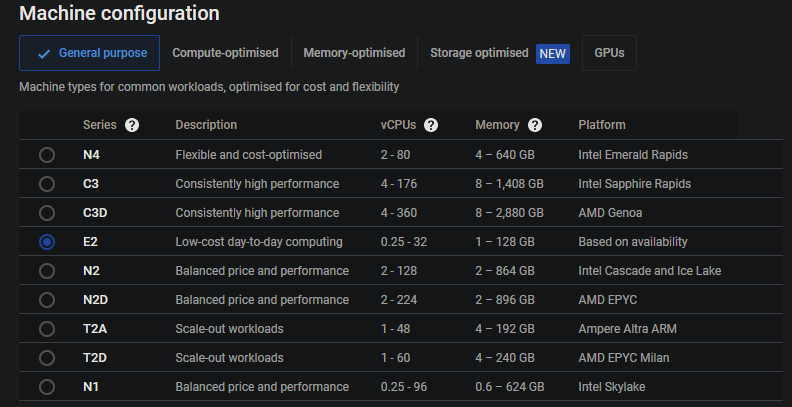 Machine configuration
General purpose Compute-optimised Memory-optimised Storage optimised NEW GPUs
Machine types for common workloads, optimised for cost and flexibility
Series ? Description vCPUs ? Memory ? Platform
N4 Flexible and cost-optimised 2 - 80 4 – 640 GB Intel Emerald Rapids
C3 Consistently high performance 4 - 176 8 – 1,408 GB Intel Sapphire Rapids
C3D Consistently high performance 4 - 360 8 – 2,880 GB AMD Genoa
E2 Low-cost day-to-day computing 0.25 - 32 1 – 128 GB Based on availability
N2 Balanced price and performance 2 - 128 2 – 864 GB Intel Cascade and Ice Lake
N2D Balanced price and performance 2 - 224 2 – 896 GB AMD EPYC
T2A Scale-out workloads 1 - 48 4 – 192 GB Ampere Altra ARM
T2D Scale-out workloads 1 - 60 4 – 240 GB AMD EPYC Milan
N1 Balanced price and performance 0.25 - 96 0.6 – 624 GB Intel Skylake